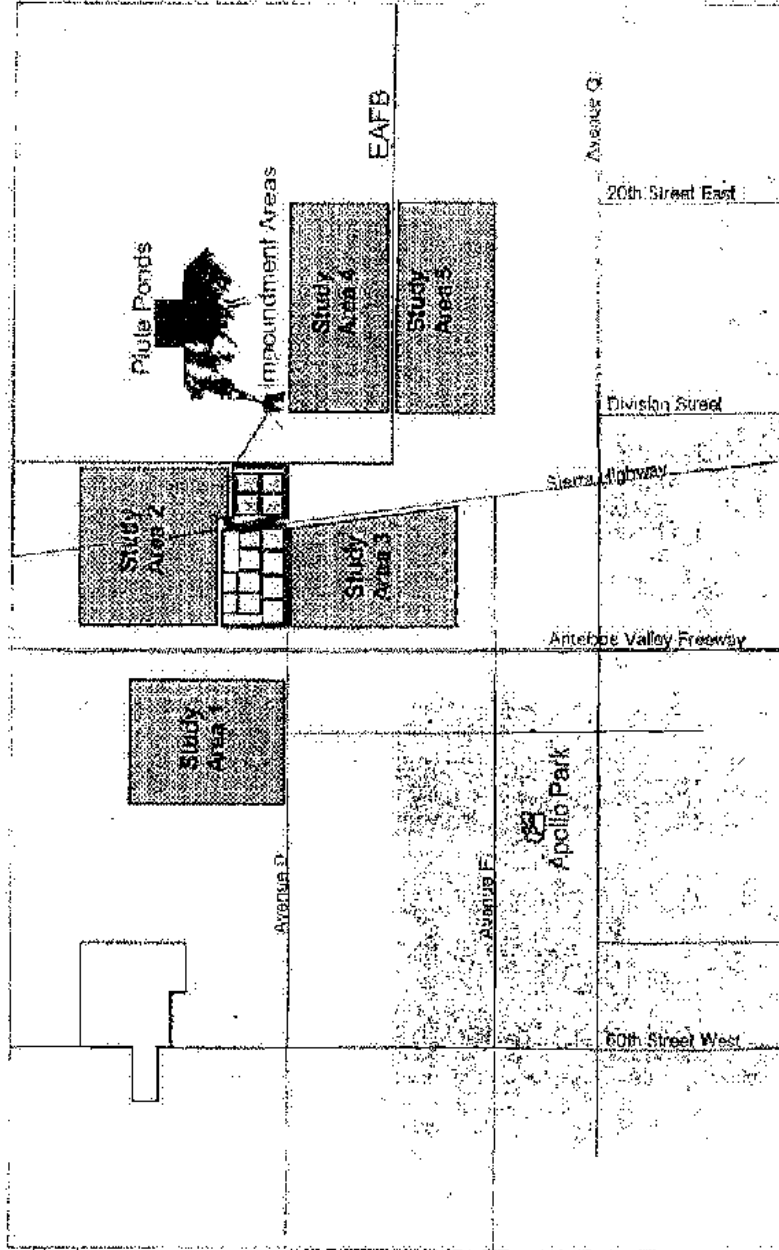 Piute Ponds
Impoundment Areas
EAFB
Study
Area 4
Study
Area 5
Study
Area 2
Study
Area 3
Study
Area 1
20th Street East
Division Street
Sierra Highway
Antelope Valley Freeway
Avenue D
Avenue F
Avenue G
Apollo Park
60th Street West